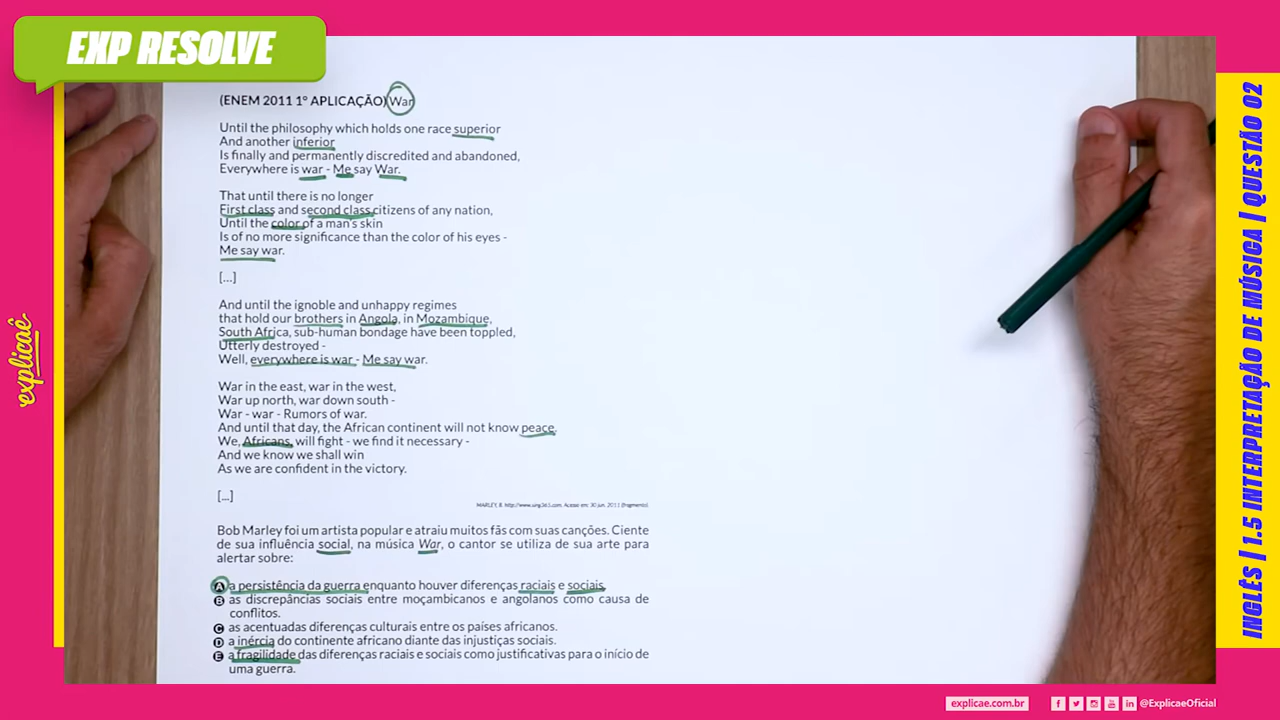 EXP RESOLVE
(ENEM 2011 1º APLICAÇÃO) War
Until the philosophy which holds one race superior
And another inferior
Is finally and permanently discredited and abandoned,
Everywhere is war - Me say War.
That until there is no longer
First class and second class citizens of any nation,
Until the color of a man's skin
Is of no more significance than the color of his eyes -
Me say war.
[...]
And until the ignoble and unhappy regimes
that hold our brothers in Angola, in Mozambique,
South Africa, sub-human bondage have been toppled,
Utterly destroyed -
Well, everywhere is war - Me say war.
War in the east, war in the west,
War up north, war down south -
War - war - Rumors of war.
And until that day, the African continent will not know peace.
We, Africans, will fight - we find it necessary -
And we know we shall win
As we are confident in the victory.
[...]
MARLEY, B. http://www.sing365.com. Acesso em: 30 jun. 2011 (fragmento).
Bob Marley foi um artista popular e atraiu muitos fãs com suas canções. Ciente
de sua influência social, na música War, o cantor se utiliza de sua arte para
alertar sobre:
A a persistência da guerra enquanto houver diferenças raciais e sociais.
B as discrepâncias sociais entre moçambicanos e angolanos como causa de
conflitos.
C as acentuadas diferenças culturais entre os países africanos.
D a inércia do continente africano diante das injustiças sociais.
E a fragilidade das diferenças raciais e sociais como justificativas para o início de
uma guerra.
explicaê
INGLÊS | 1.5 INTERPRETAÇÃO DE MÚSICA | QUESTÃO 02
explicae.com.br
@ExplicaeOficial